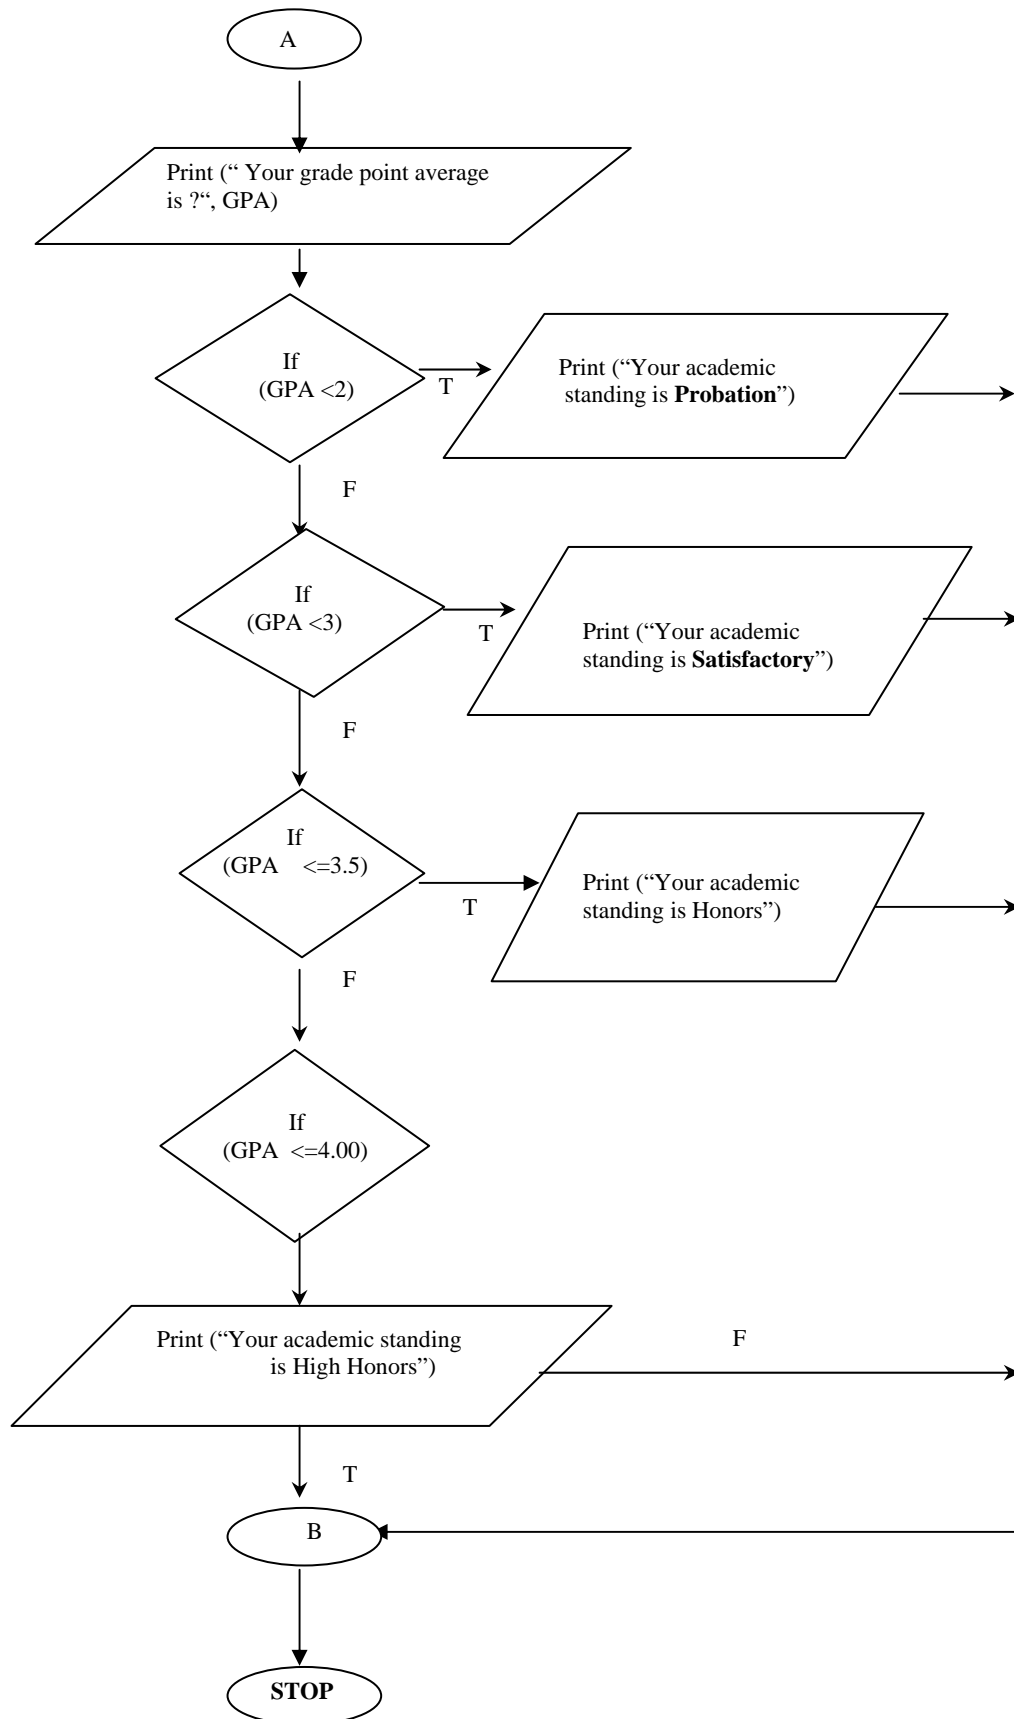 A
Print (“ Your grade point average
is ?“, GPA)
If
(GPA <2)
T
Print (“Your academic
standing is Probation”)
F
If
(GPA <3)
T
Print (“Your academic
standing is Satisfactory”)
F
If
(GPA <=3.5)
T
Print (“Your academic
standing is Honors”)
F
If
(GPA <=4.00)
Print (“Your academic standing
is High Honors”)
F
T
B
STOP